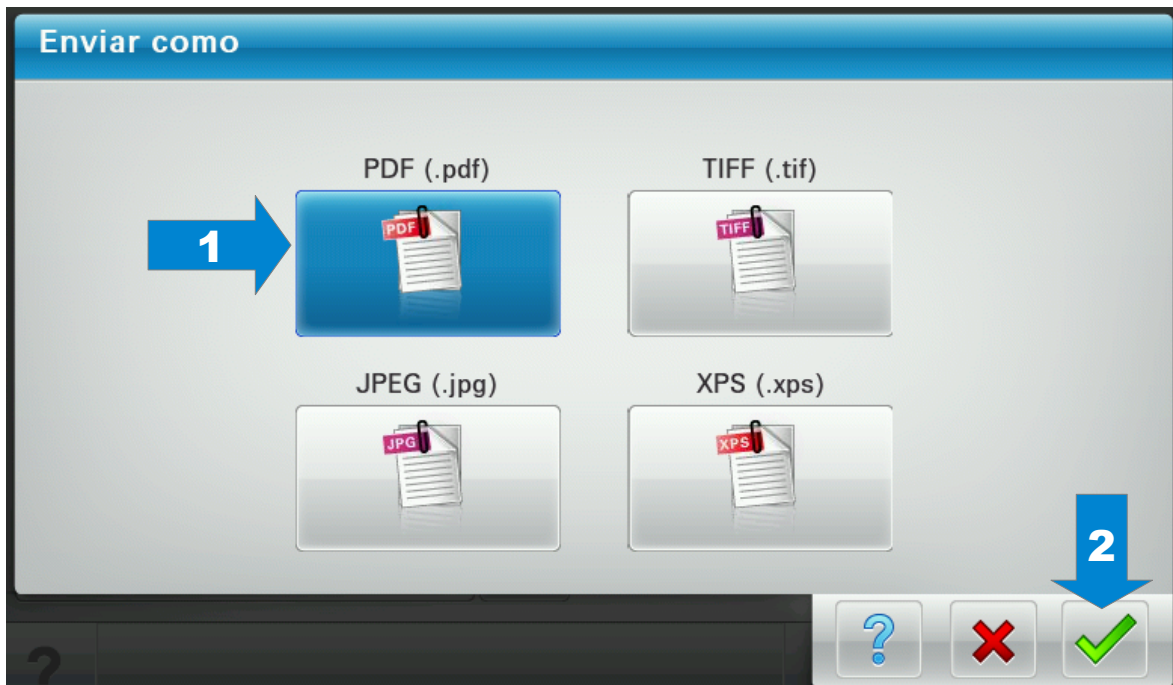 Enviar como
PDF (.pdf)
TIFF (.tif)
1
PDF
TIFF
JPEG (.jpg)
XPS (.xps)
JPG
XPS
2
?
?